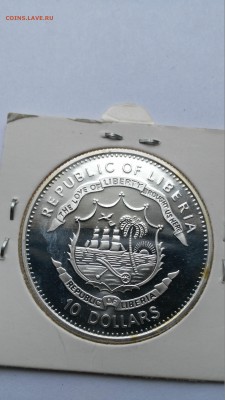 COINS.LAVE.RU
REPUBLIC OF LIBERIA
THE LOVE OF LIBERTY BROUGHT US HERE
REPUBLIC OF LIBERIA
10 DOLLARS